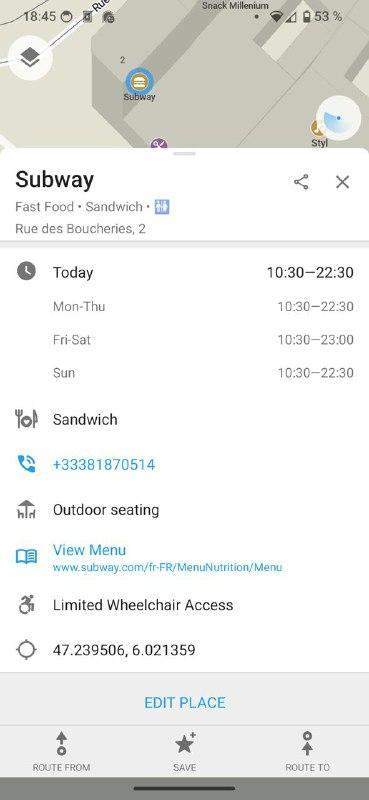 18:45
53 %
Rue
Snack Millenium
2
Subway
Styl
Subway
Fast Food • Sandwich •
Rue des Boucheries, 2
Today 10:30—22:30
Mon-Thu 10:30—22:30
Fri-Sat 10:30—23:00
Sun 10:30—22:30
Sandwich
+33381870514
Outdoor seating
View Menu
www.subway.com/fr-FR/MenuNutrition/Menu
Limited Wheelchair Access
47.239506, 6.021359
EDIT PLACE
ROUTE FROM SAVE ROUTE TO